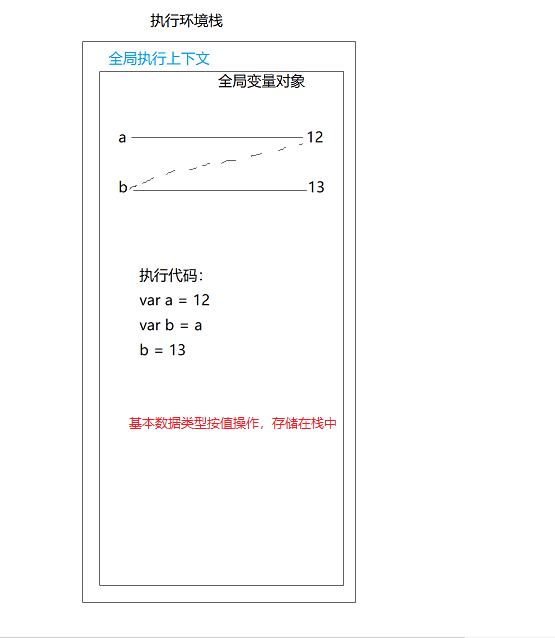 执行环境栈
全局执行上下文
全局变量对象
a 12
b 13
执行代码：
var a = 12
var b = a
b = 13
基本数据类型按值操作，存储在栈中